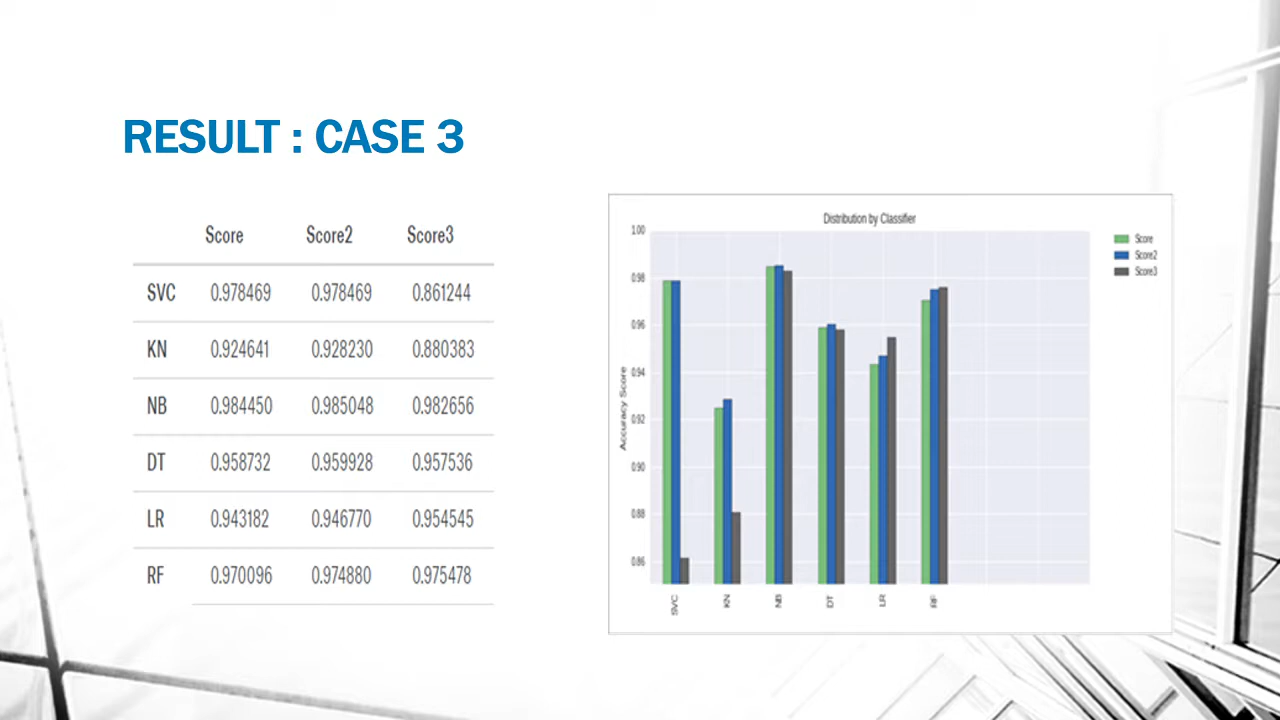 RESULT : CASE 3
Score Score2 Score3
SVC 0.978469 0.978469 0.861244
KN 0.924641 0.928230 0.880383
NB 0.984450 0.985048 0.982656
DT 0.958732 0.959928 0.957536
LR 0.943182 0.946770 0.954545
RF 0.970096 0.974880 0.975478
Distribution by Classifier
Score
Score2
Score3
Accuracy Score
1.00
0.98
0.96
0.94
0.92
0.90
0.88
0.86
SVC KN NB DT LR RF